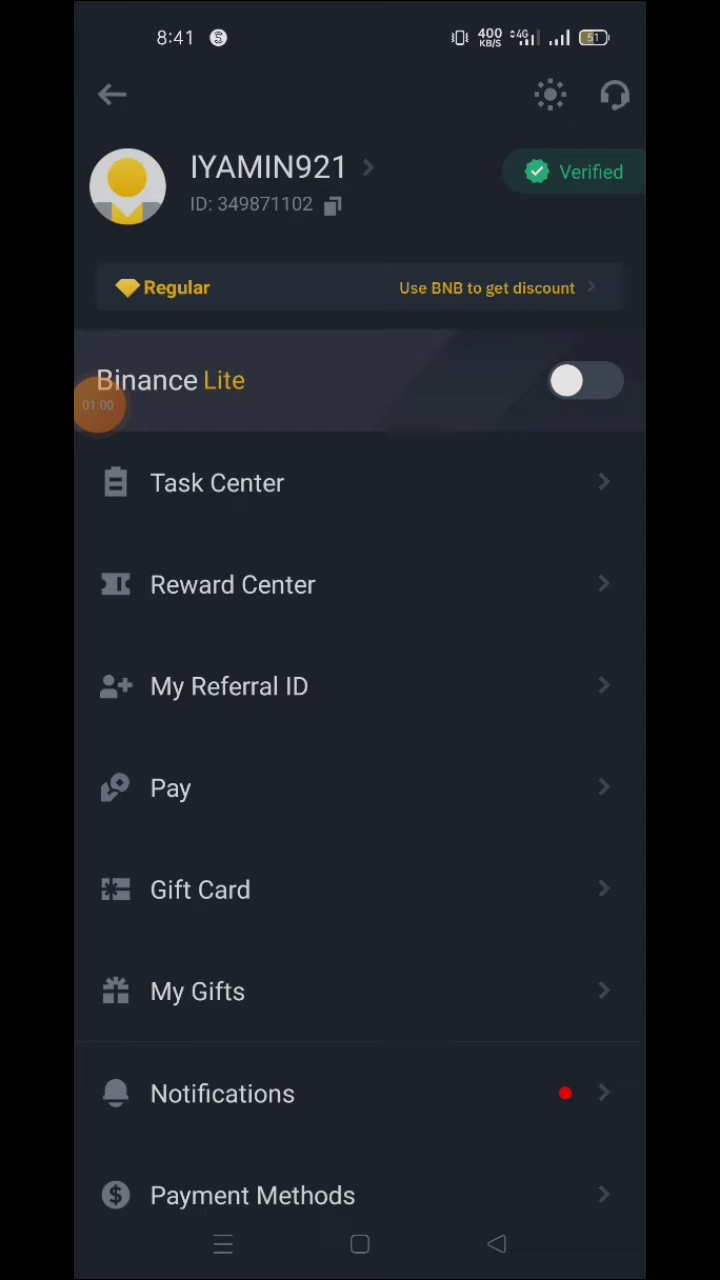 8:41
400 KB/S 4G 51
IYAMIN921
ID: 349871102
Verified
Regular
Use BNB to get discount
Binance Lite
01:00
Task Center
Reward Center
My Referral ID
Pay
Gift Card
My Gifts
Notifications
Payment Methods